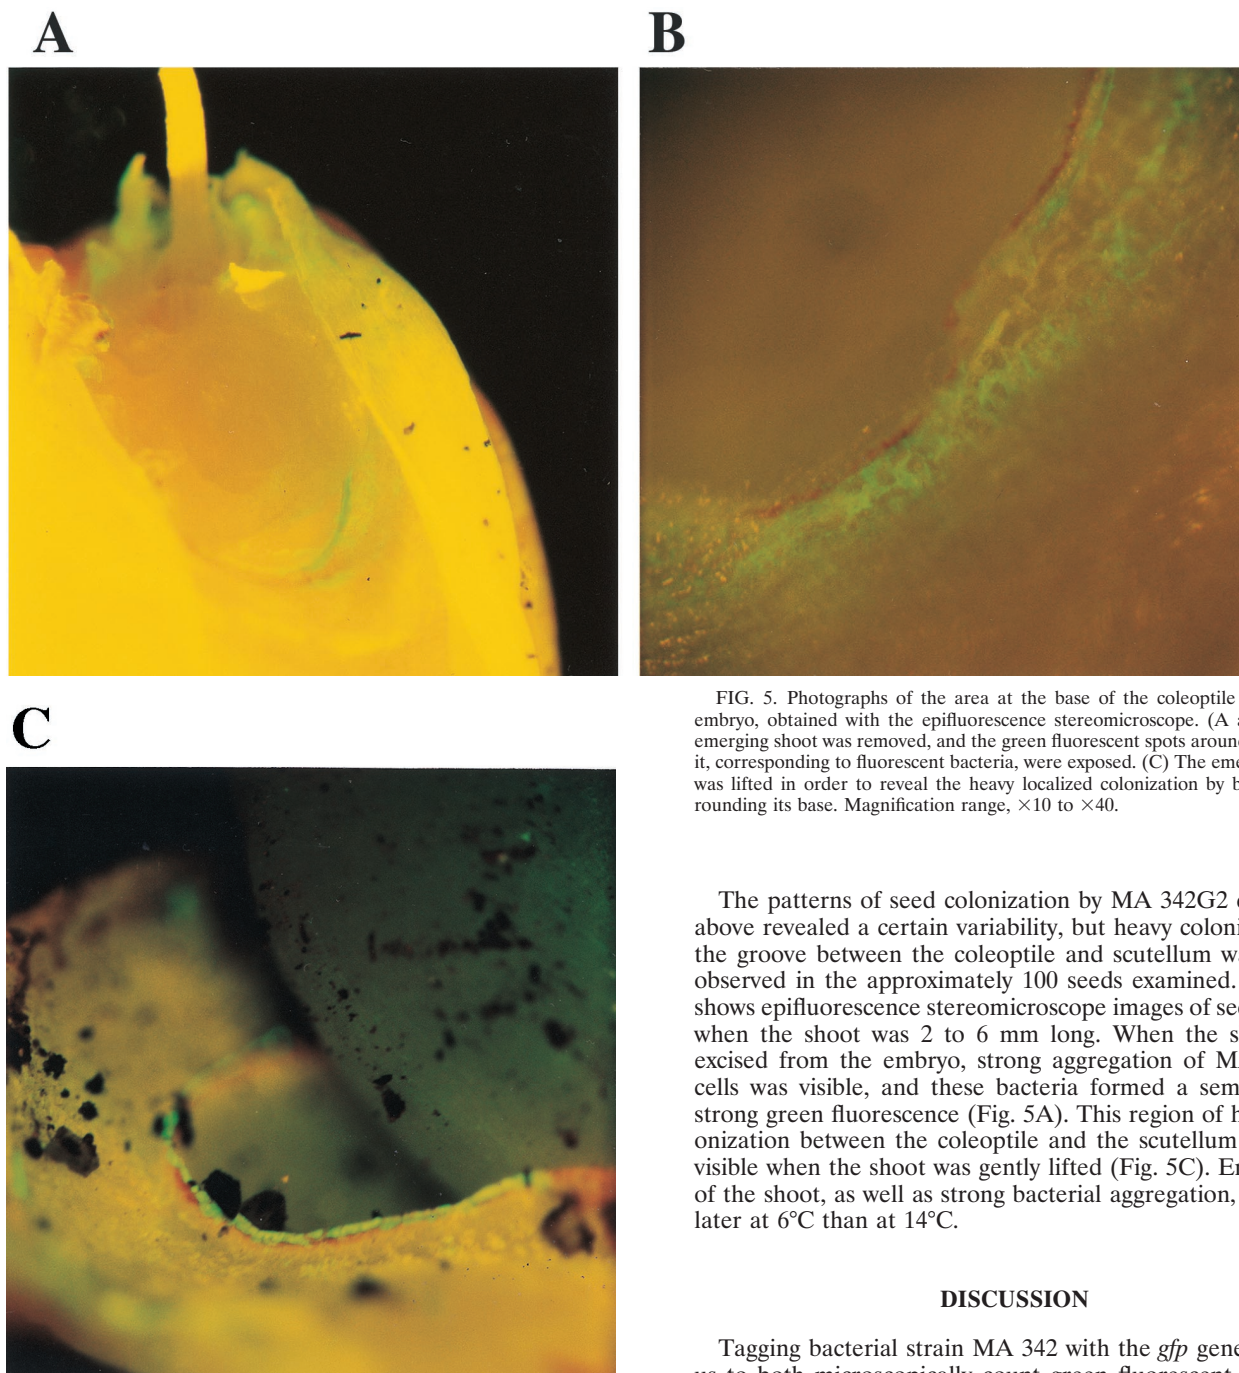 A
B
C
FIG. 5. Photographs of the area at the base of the coleoptile
embryo, obtained with the epifluorescence stereomicroscope. (A
emerging shoot was removed, and the green fluorescent spots around
it, corresponding to fluorescent bacteria, were exposed. (C) The
was lifted in order to reveal the heavy localized colonization by
rounding its base. Magnification range, ×10 to ×40.
The patterns of seed colonization by MA 342G2
above revealed a certain variability, but heavy
the groove between the coleoptile and scutellum
observed in the approximately 100 seeds examined.
shows epifluorescence stereomicroscope images of
when the shoot was 2 to 6 mm long. When the
excised from the embryo, strong aggregation of
cells was visible, and these bacteria formed a
strong green fluorescence (Fig. 5A). This region of
onization between the coleoptile and the scutellum
visible when the shoot was gently lifted (Fig. 5C).
of the shoot, as well as strong bacterial aggregation,
later at 6°C than at 14°C.
DISCUSSION
Tagging bacterial strain MA 342 with the gfp gene
us to both microscopically count green fluorescent